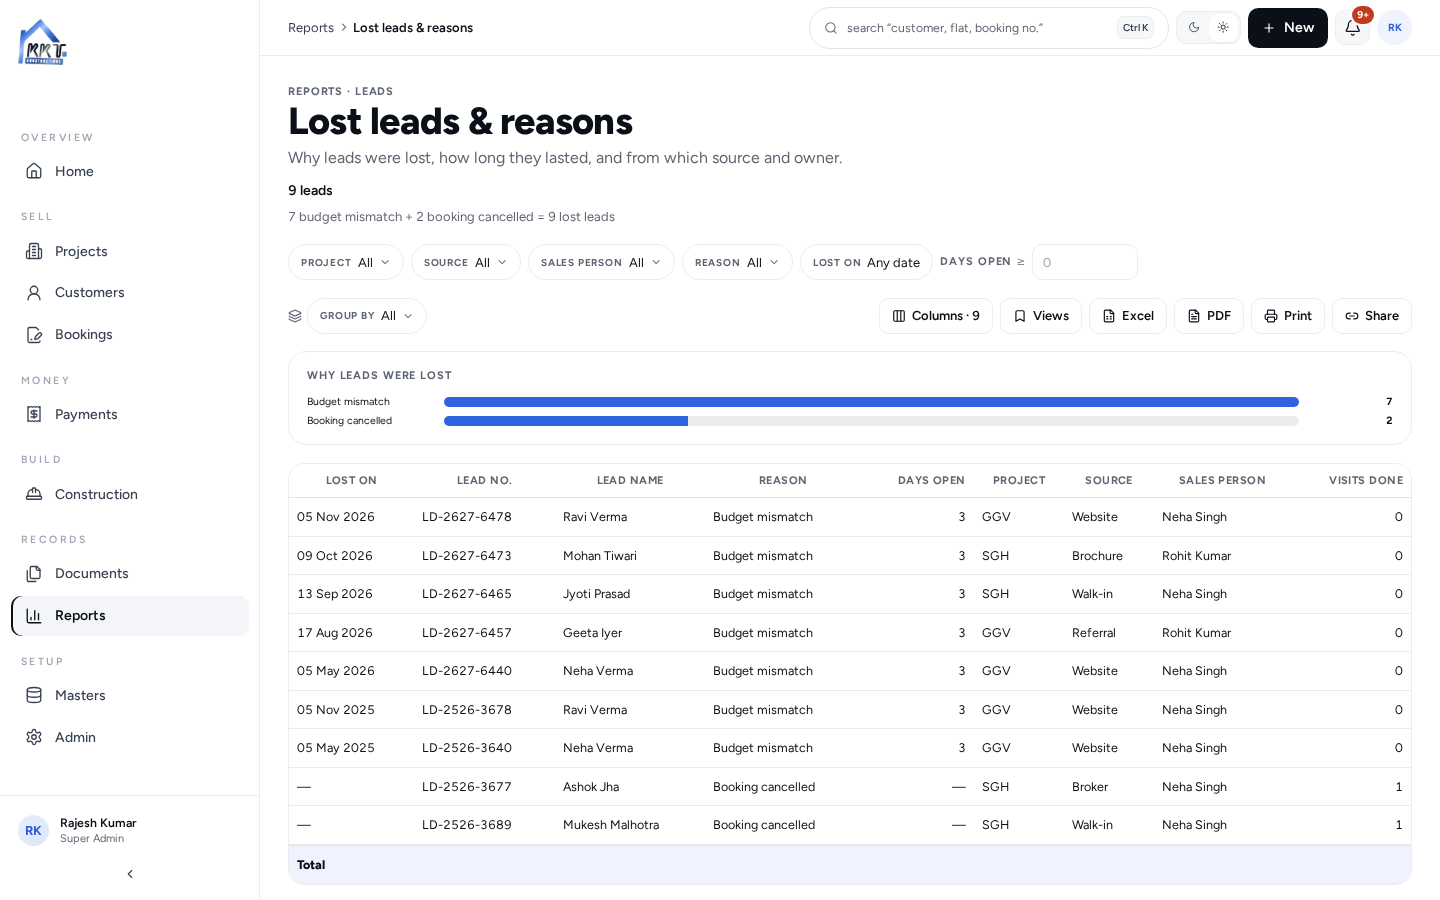 RKT
CONSTRUCTIONS
OVERVIEW
Home
SELL
Projects
Customers
Bookings
MONEY
Payments
BUILD
Construction
RECORDS
Documents
Reports
SETUP
Masters
Admin
RK
Rajesh Kumar
Super Admin
Reports > Lost leads & reasons
search “customer, flat, booking no.”
Ctrl K
+ New
9+
RK
REPORTS · LEADS
Lost leads & reasons
Why leads were lost, how long they lasted, and from which source and owner.
9 leads
7 budget mismatch + 2 booking cancelled = 9 lost leads
PROJECT All SOURCE All SALES PERSON All REASON All LOST ON Any date DAYS OPEN ≥ 0
GROUP BY All Columns · 9 Views Excel PDF Print Share
WHY LEADS WERE LOST
Budget mismatch 7
Booking cancelled 2
LOST ON LEAD NO. LEAD NAME REASON DAYS OPEN PROJECT SOURCE SALES PERSON VISITS DONE
05 Nov 2026 LD-2627-6478 Ravi Verma Budget mismatch 3 GGV Website Neha Singh 0
09 Oct 2026 LD-2627-6473 Mohan Tiwari Budget mismatch 3 SGH Brochure Rohit Kumar 0
13 Sep 2026 LD-2627-6465 Jyoti Prasad Budget mismatch 3 SGH Walk-in Neha Singh 0
17 Aug 2026 LD-2627-6457 Geeta Iyer Budget mismatch 3 GGV Referral Rohit Kumar 0
05 May 2026 LD-2627-6440 Neha Verma Budget mismatch 3 GGV Website Neha Singh 0
05 Nov 2025 LD-2526-3678 Ravi Verma Budget mismatch 3 GGV Website Neha Singh 0
05 May 2025 LD-2526-3640 Neha Verma Budget mismatch 3 GGV Website Neha Singh 0
— LD-2526-3677 Ashok Jha Booking cancelled — SGH Broker Neha Singh 1
— LD-2526-3689 Mukesh Malhotra Booking cancelled — SGH Walk-in Neha Singh 1
Total